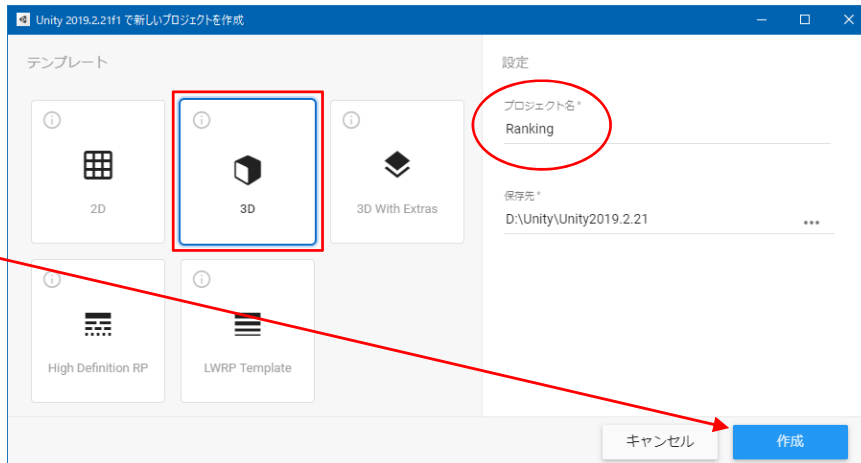 Unity 2019.2.21f1 で新しいプロジェクトを作成
テンプレート
2D
3D
3D With Extras
High Definition RP
LWRP Template
設定
プロジェクト名*
Ranking
保存先*
D:\Unity\Unity2019.2.21
キャンセル
作成